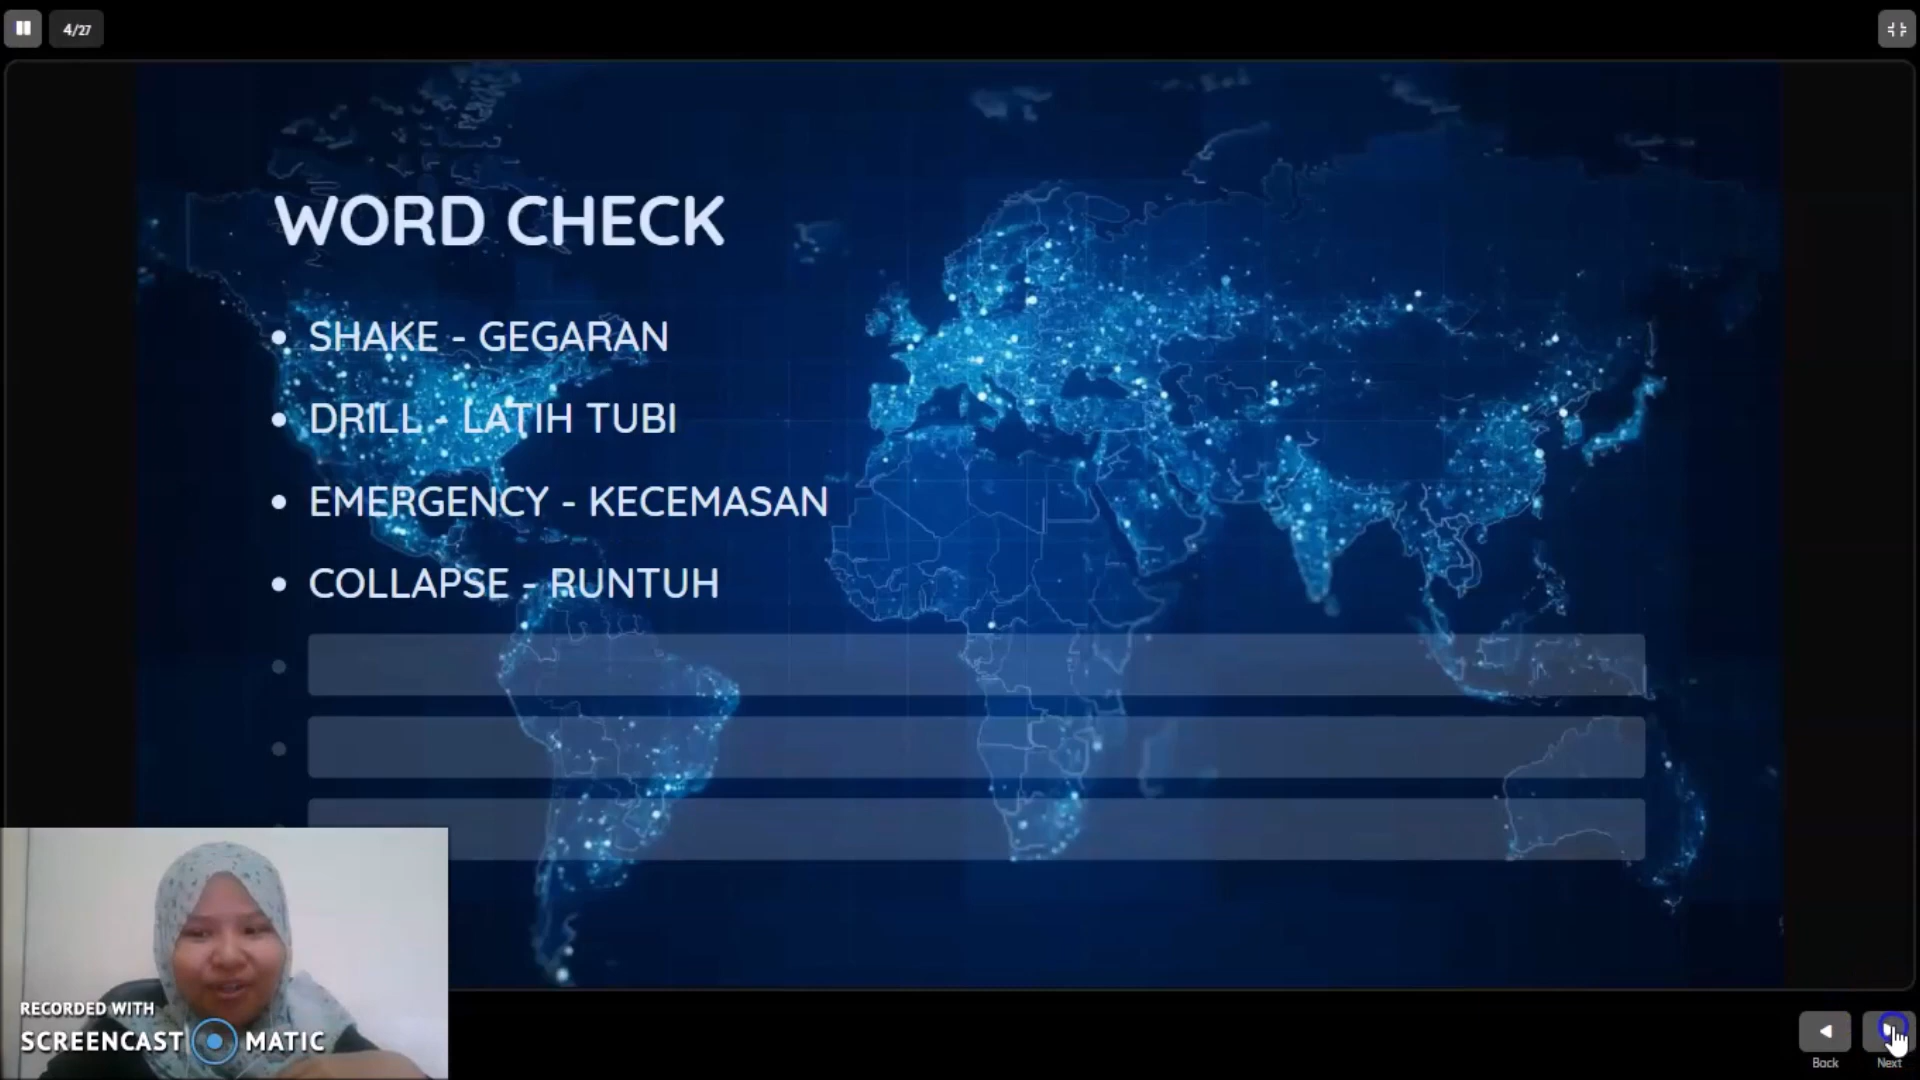 4/27
WORD CHECK
• SHAKE - GEGARAN
• DRILL - LATIH TUBI
• EMERGENCY - KECEMASAN
• COLLAPSE - RUNTUH
RECORDED WITH
SCREENCAST MATIC
Back
Next